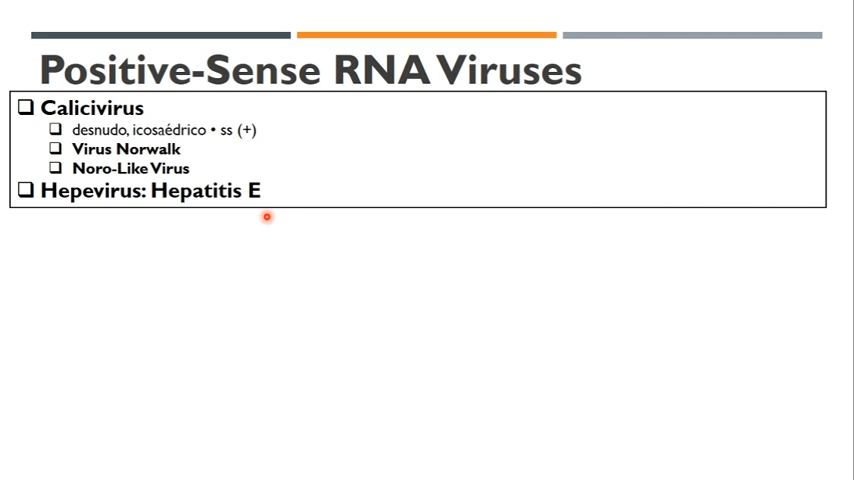 Positive-Sense RNA Viruses
❑ Calicivirus
❑ desnudo, icosaédrico • ss (+)
❑ Virus Norwalk
❑ Noro-Like Virus
❑ Hepevirus: Hepatitis E